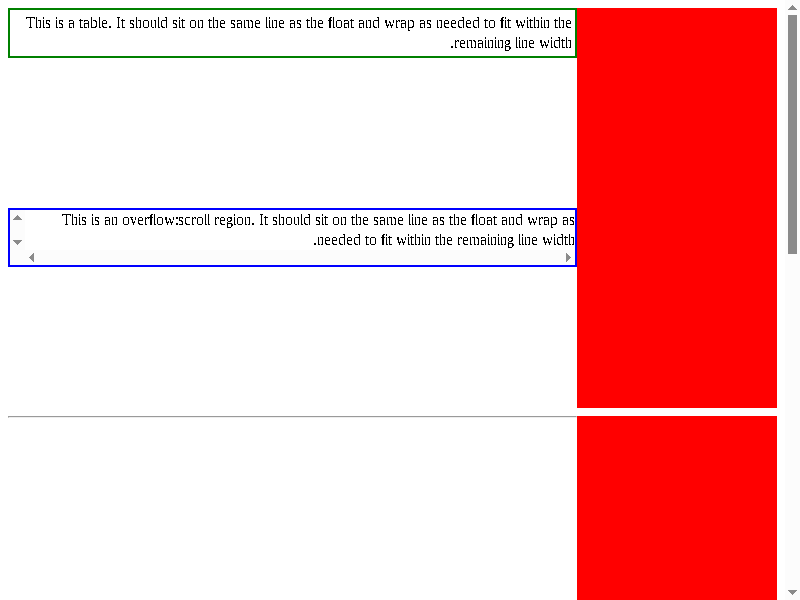 This is a table. It should sit on the same line as the float and wrap as needed to fit within the
.remaining line width
This is an overflow:scroll region. It should sit on the same line as the float and wrap as
.needed to fit within the remaining line width